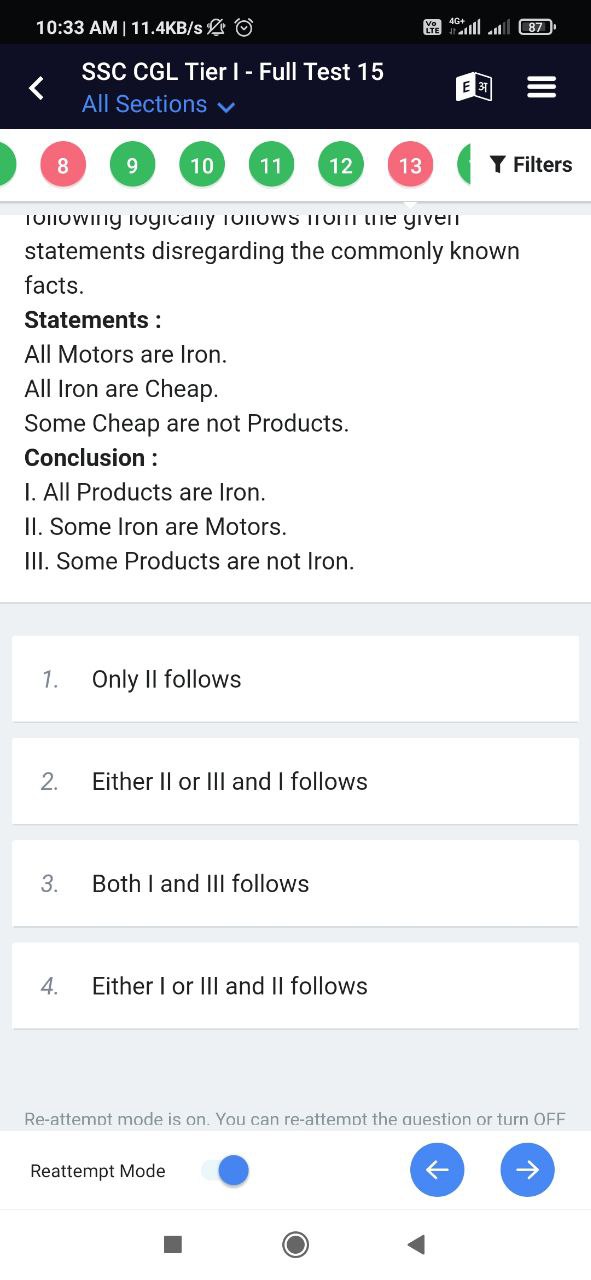 10:33 AM | 11.4KB/s
Vo LTE 4G+ 87
SSC CGL Tier I - Full Test 15
E अ
All Sections
8 9 10 11 12 13 Filters
following logically follows from the given
statements disregarding the commonly known
facts.
Statements :
All Motors are Iron.
All Iron are Cheap.
Some Cheap are not Products.
Conclusion :
I. All Products are Iron.
II. Some Iron are Motors.
III. Some Products are not Iron.
1. Only II follows
2. Either II or III and I follows
3. Both I and III follows
4. Either I or III and II follows
Re-attempt mode is on. You can re-attempt the question or turn OFF
Reattempt Mode